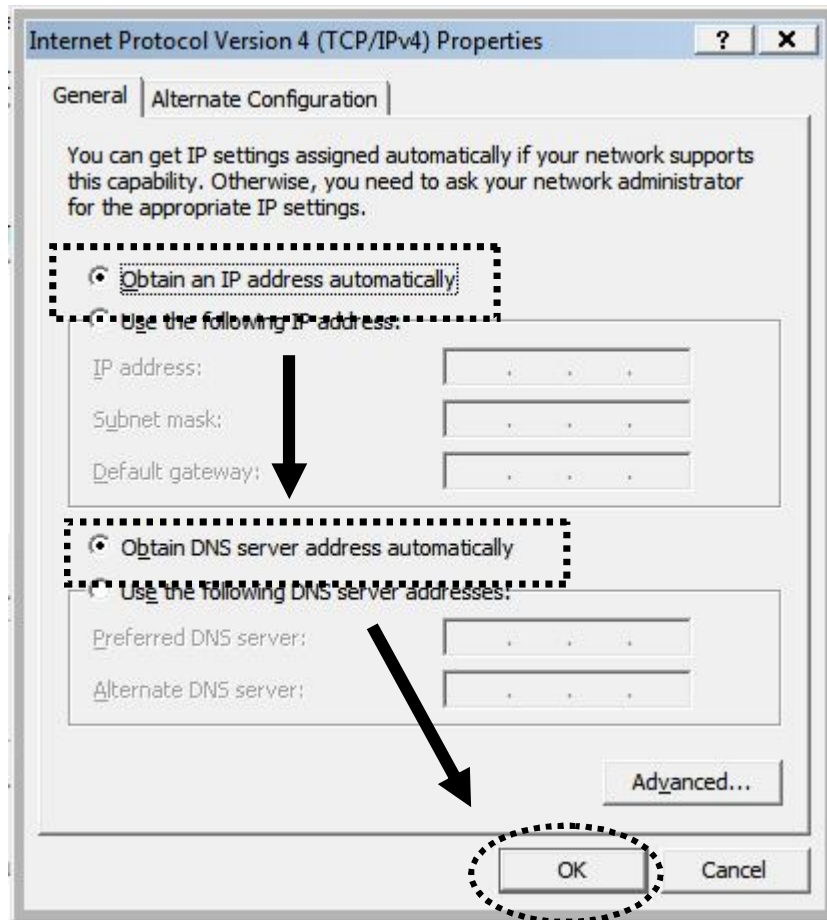 Internet Protocol Version 4 (TCP/IPv4) Properties
General
Alternate Configuration
You can get IP settings assigned automatically if your network supports
this capability. Otherwise, you need to ask your network administrator
for the appropriate IP settings.
Obtain an IP address automatically
Use the following IP address:
IP address:
Subnet mask:
Default gateway:
Obtain DNS server address automatically
Use the following DNS server addresses:
Preferred DNS server:
Alternate DNS server:
Advanced...
OK
Cancel